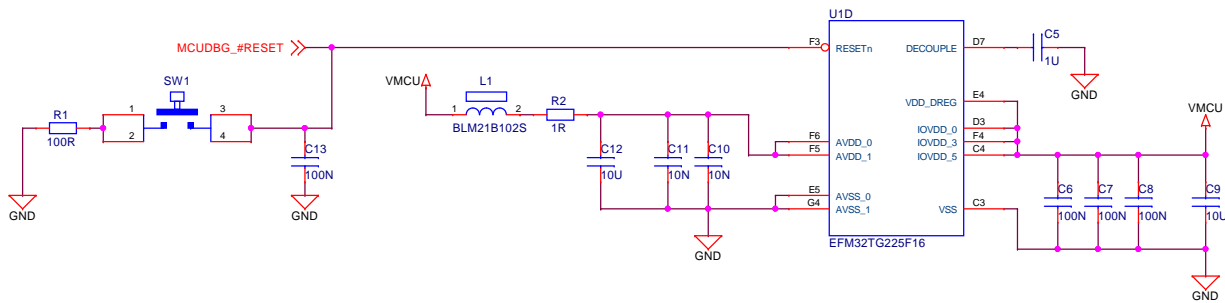 U1D
MCUDBG_#RESET
F3
RESETn
DECOUPLE
D7
C5
1U
GND
SW1
R1
100R
1
2
3
4
C13
100N
GND
GND
VMCU
L1
1
2
BLM21B102S
R2
1R
C12
10U
C11
10N
C10
10N
GND
F6
AVDD_0
F5
AVDD_1
E5
AVSS_0
G4
AVSS_1
VDD_DREG
E4
IOVDD_0
D3
IOVDD_3
F4
IOVDD_5
C4
VSS
C3
EFM32TG225F16
VMCU
C6
100N
C7
100N
C8
100N
C9
10U
GND